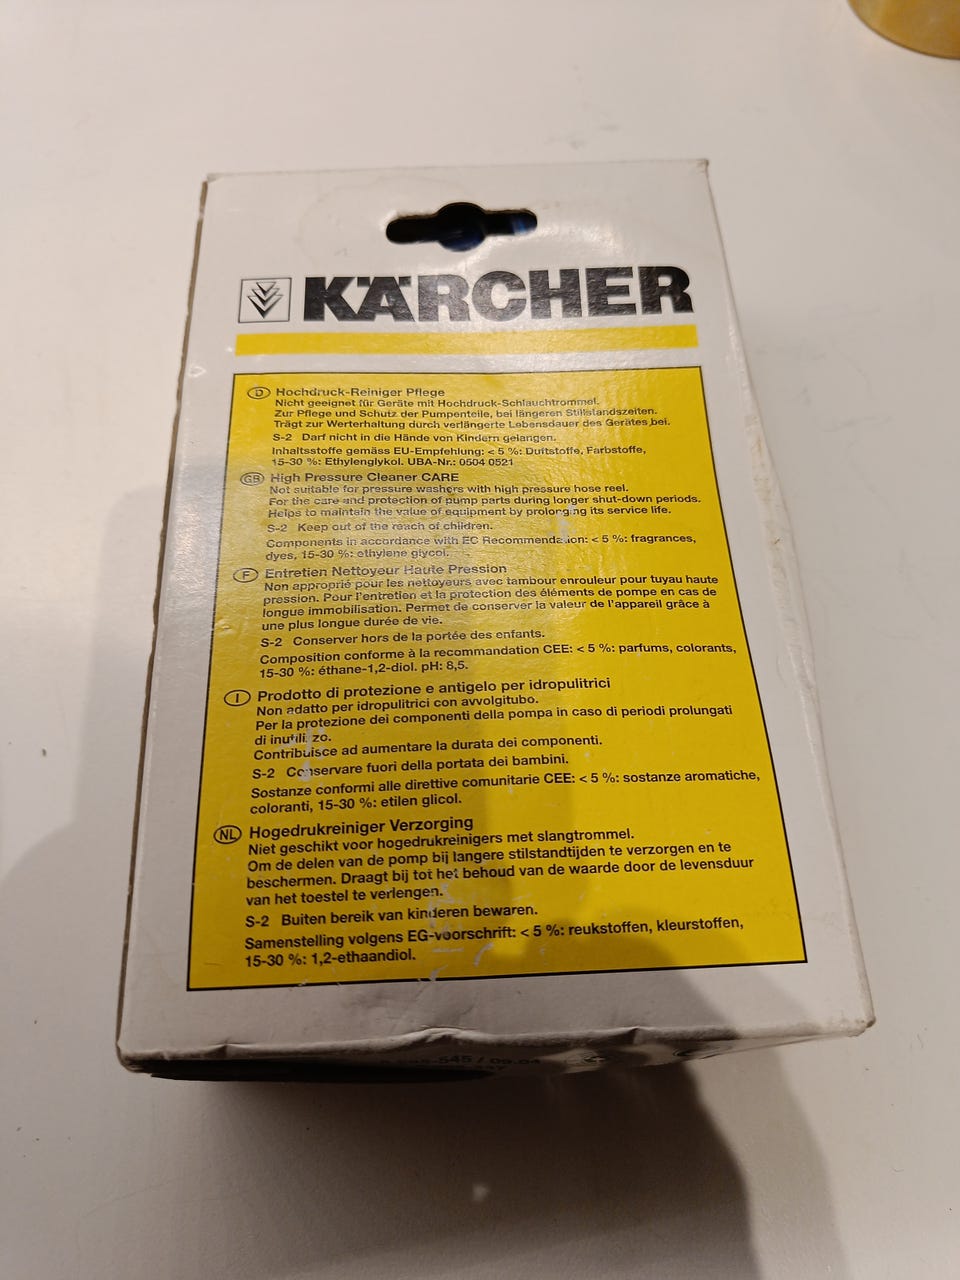 KÄRCHER
D Hochdruck-Reiniger Pflege
Nicht geeignet für Geräte mit Hochdruck-Schlauchtrommel.
Zur Pflege und Schutz der Pumpenteile, bei längeren Stillstandszeiten.
Trägt zur Werterhaltung durch verlängerte Lebensdauer des Gerätes bei.
S-2 Darf nicht in die Hände von Kindern gelangen.
Inhaltsstoffe gemäss EU-Empfehlung: < 5 %: Duftstoffe, Farbstoffe,
15-30 %: Ethylenglykol. UBA-Nr.: 0504 0521
GB High Pressure Cleaner CARE
Not suitable for pressure washers with high pressure hose reel.
For the care and protection of pump parts during longer shut-down periods.
Helps to maintain the value of equipment by prolonging its service life.
S-2 Keep out of the reach of children.
Components in accordance with EC Recommendation: < 5 %: fragrances,
dyes, 15-30 %: ethylene glycol.
F Entretien Nettoyeur Haute Pression
Non approprié pour les nettoyeurs avec tambour enrouleur pour tuyau haute
pression. Pour l'entretien et la protection des éléments de pompe en cas de
longue immobilisation. Permet de conserver la valeur de l'appareil grâce à
une plus longue durée de vie.
S-2 Conserver hors de la portée des enfants.
Composition conforme à la recommandation CEE: < 5 %: parfums, colorants,
15-30 %: éthane-1,2-diol. pH: 8,5.
I Prodotto di protezione e antigelo per idropulitrici
Non adatto per idropulitrici con avvolgitubo.
Per la protezione dei componenti della pompa in caso di periodi prolungati
di inutilizzo.
Contribuisce ad aumentare la durata dei componenti.
S-2 Conservare fuori della portata dei bambini.
Sostanze conformi alle direttive comunitarie CEE: < 5 %: sostanze aromatiche,
coloranti, 15-30 %: etilen glicol.
NL Hogedrukreiniger Verzorging
Niet geschikt voor hogedrukreinigers met slangtrommel.
Om de delen van de pomp bij langere stilstandtijden te verzorgen en te
beschermen. Draagt bij tot het behoud van de waarde door de levensduur
van het toestel te verlengen.
S-2 Buiten bereik van kinderen bewaren.
Samenstelling volgens EG-voorschrift: < 5 %: reukstoffen, kleurstoffen,
15-30 %: 1,2-ethaandiol.